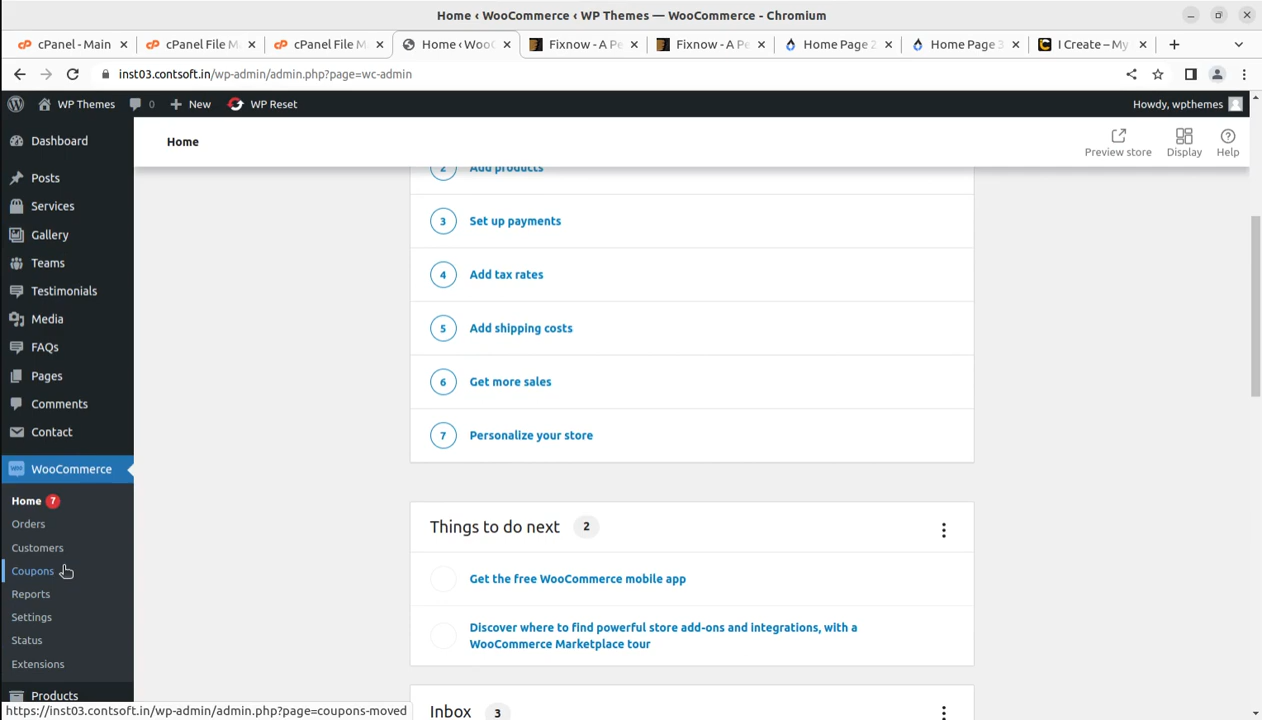 Home ‹ WooCommerce ‹ WP Themes — WooCommerce - Chromium
cPanel - Main
cPanel File M
cPanel File M
Home ‹ WooC
Fixnow - A Pe
Fixnow - A Pe
Home Page 2
Home Page 3
I Create – My
inst03.contsoft.in/wp-admin/admin.php?page=wc-admin
WP Themes
0
New
WP Reset
Howdy, wpthemes
Dashboard
Posts
Services
Gallery
Teams
Testimonials
Media
FAQs
Pages
Comments
Contact
WooCommerce
Home 7
Orders
Customers
Coupons
Reports
Settings
Status
Extensions
Products
Home
Preview store
Display
Help
2 Add products
3 Set up payments
4 Add tax rates
5 Add shipping costs
6 Get more sales
7 Personalize your store
Things to do next 2
Get the free WooCommerce mobile app
Discover where to find powerful store add-ons and integrations, with a
WooCommerce Marketplace tour
Inbox 3
https://inst03.contsoft.in/wp-admin/admin.php?page=coupons-moved